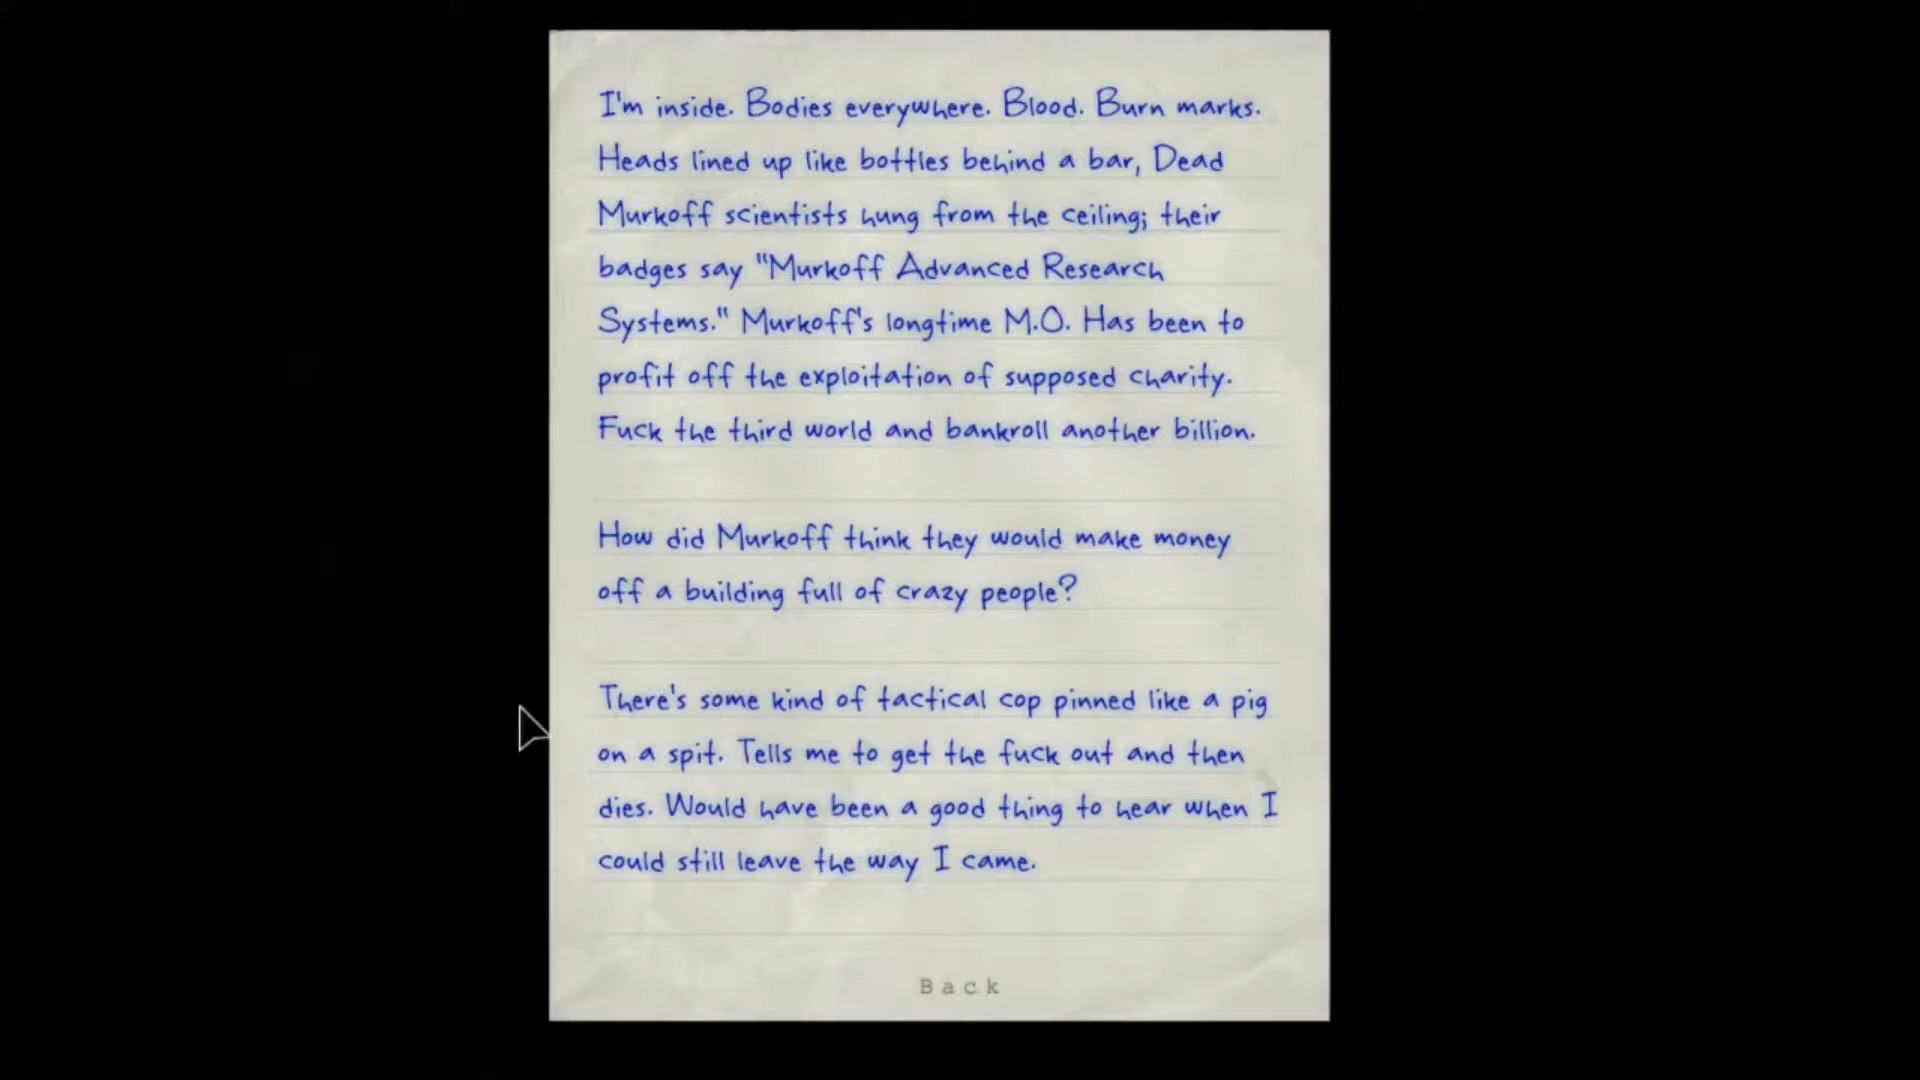 I'm inside. Bodies everywhere. Blood. Burn marks.
Heads lined up like bottles behind a bar, Dead
Murkoff scientists hung from the ceiling; their
badges say "Murkoff Advanced Research
Systems." Murkoff's longtime M.O. Has been to
profit off the exploitation of supposed charity.
Fuck the third world and bankroll another billion.
How did Murkoff think they would make money
off a building full of crazy people?
There's some kind of tactical cop pinned like a pig
on a spit. Tells me to get the fuck out and then
dies. Would have been a good thing to hear when I
could still leave the way I came.
Back